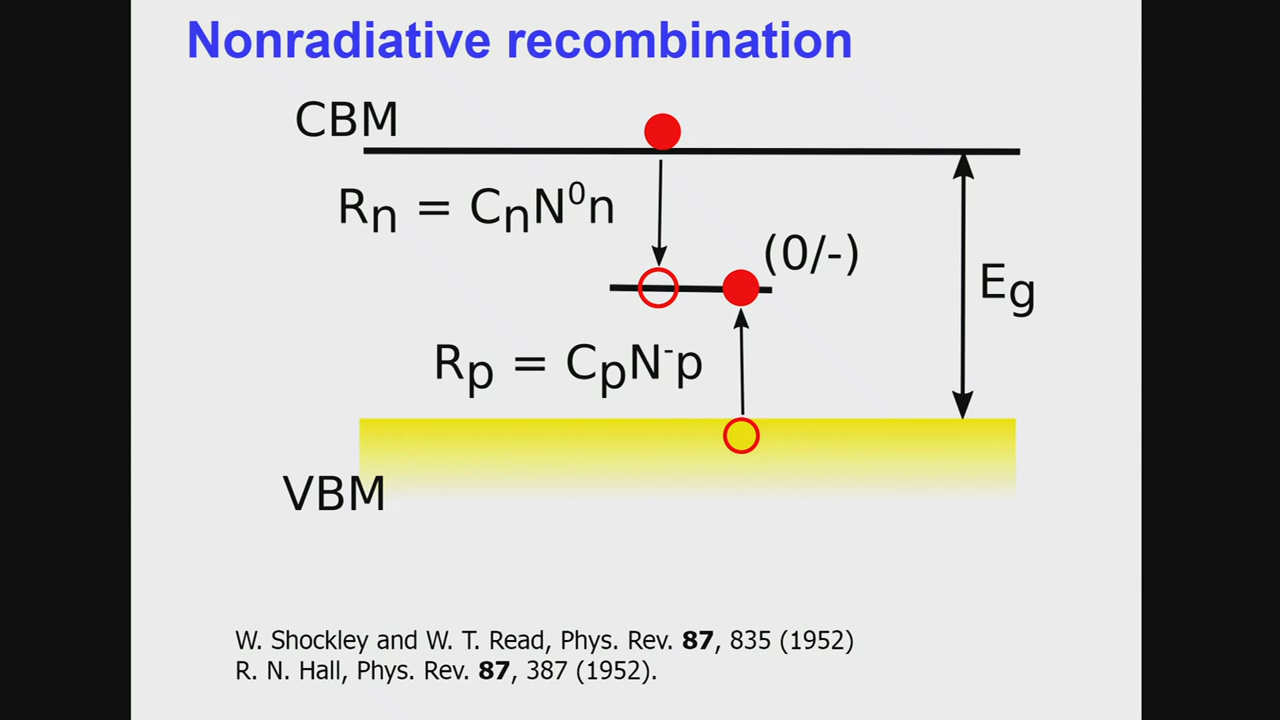 Nonradiative recombination
CBM
Rₙ = CₙN⁰n
(0/-)
E_g
Rₚ = CₚN⁻p
VBM
W. Shockley and W. T. Read, Phys. Rev. 87, 835 (1952)
R. N. Hall, Phys. Rev. 87, 387 (1952).